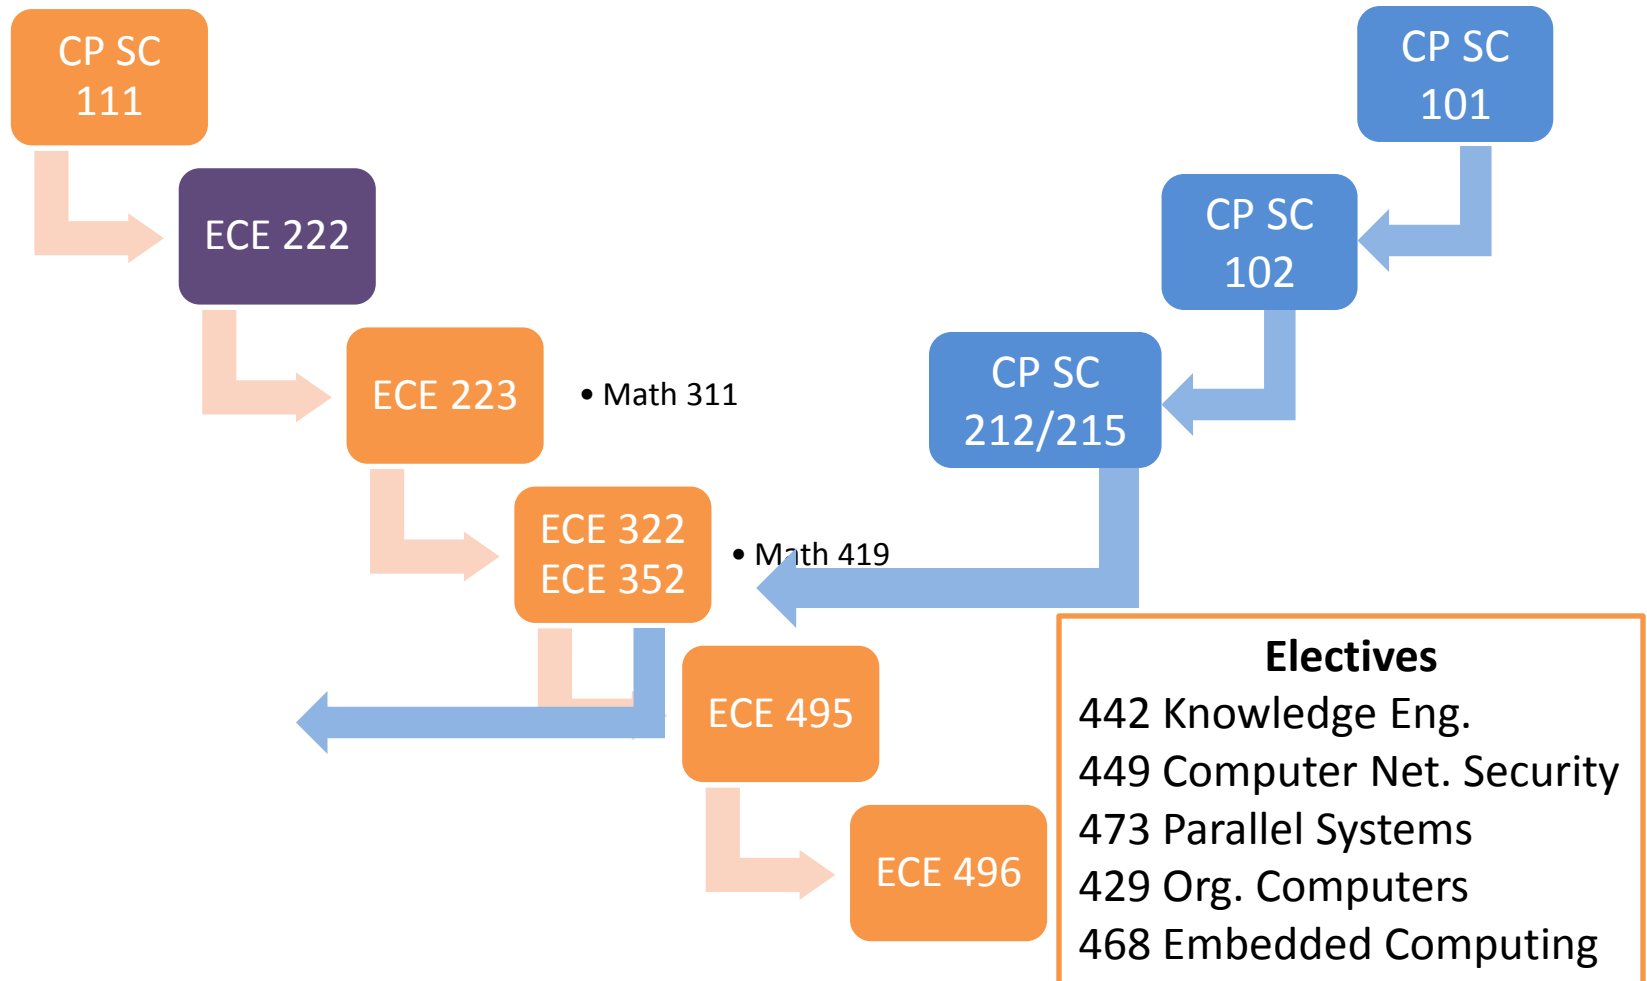 CP SC
111
CP SC
101
ECE 222
CP SC
102
ECE 223
• Math 311
CP SC
212/215
ECE 322
ECE 352
• Math 419
ECE 495
ECE 496
Electives
442 Knowledge Eng.
449 Computer Net. Security
473 Parallel Systems
429 Org. Computers
468 Embedded Computing